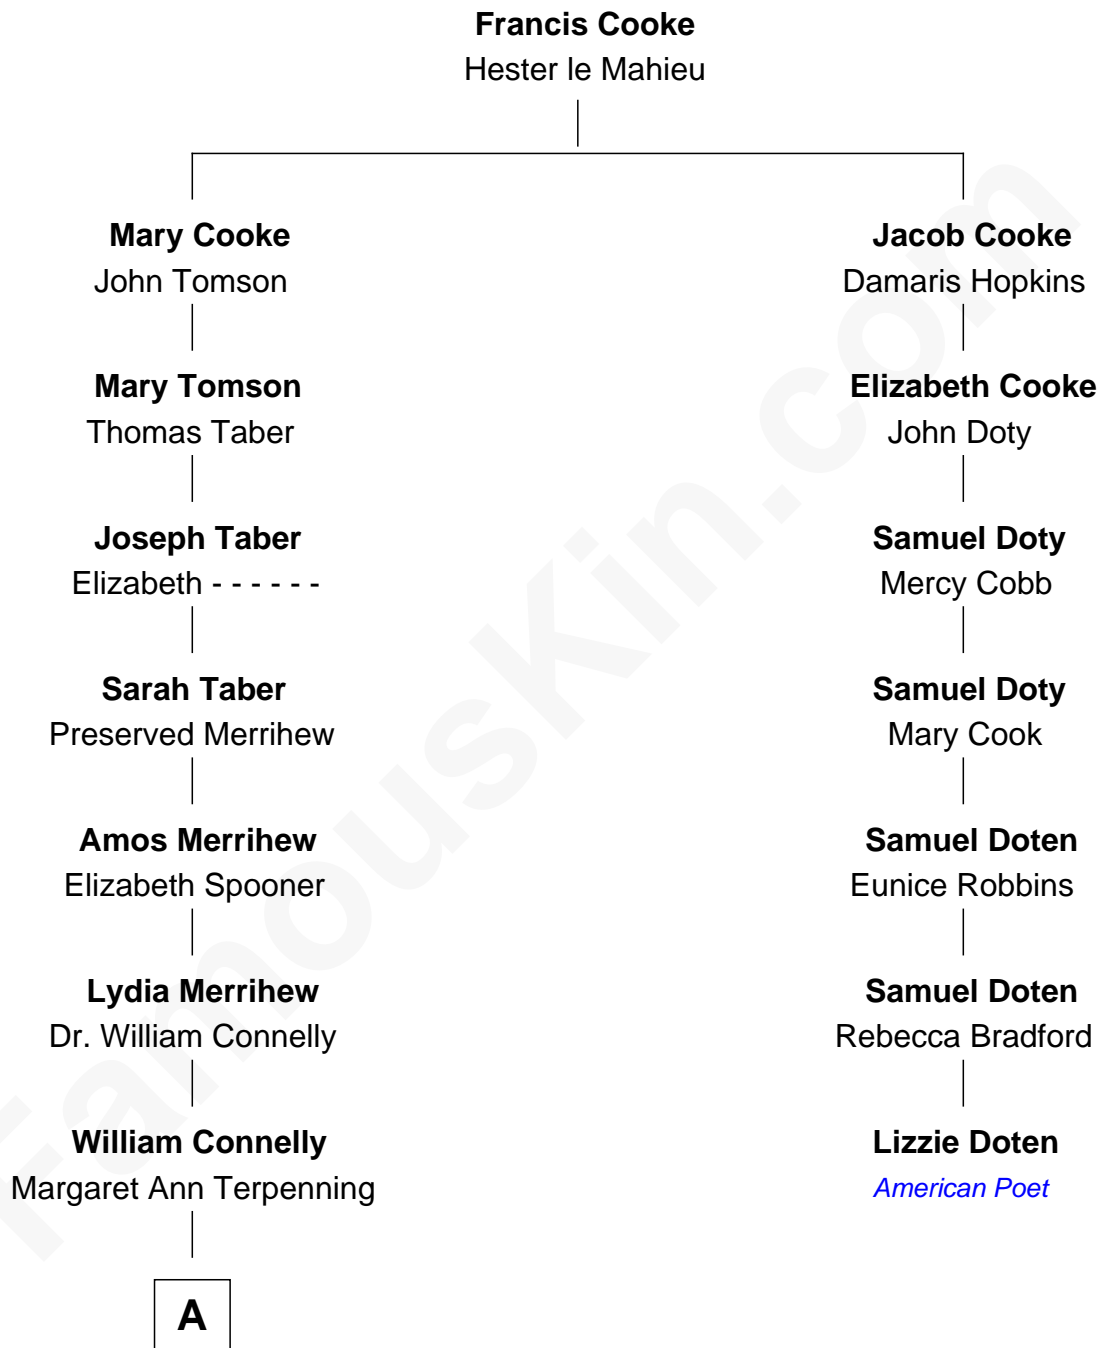 Francis Cooke
Hester le Mahieu
Mary Cooke
John Tomson
Jacob Cooke
Damaris Hopkins
Mary Tomson
Thomas Taber
Elizabeth Cooke
John Doty
Joseph Taber
Elizabeth - - - - - -
Samuel Doty
Mercy Cobb
Sarah Taber
Preserved Merrihew
Samuel Doty
Mary Cook
Amos Merrihew
Elizabeth Spooner
Samuel Doten
Eunice Robbins
Lydia Merrihew
Dr. William Connelly
Samuel Doten
Rebecca Bradford
William Connelly
Margaret Ann Terpenning
Lizzie Doten
American Poet
A
FamousKin.com